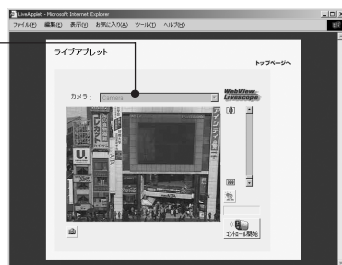 LiveApplet - Microsoft Internet Explorer
ファイル(F) 編集(E) 表示(V) お気に入り(A) ツール(T) ヘルプ(H)
ライブアプレット
トップページへ
カメラ： Camera
WebView
Livescope
U.
コントロール開始